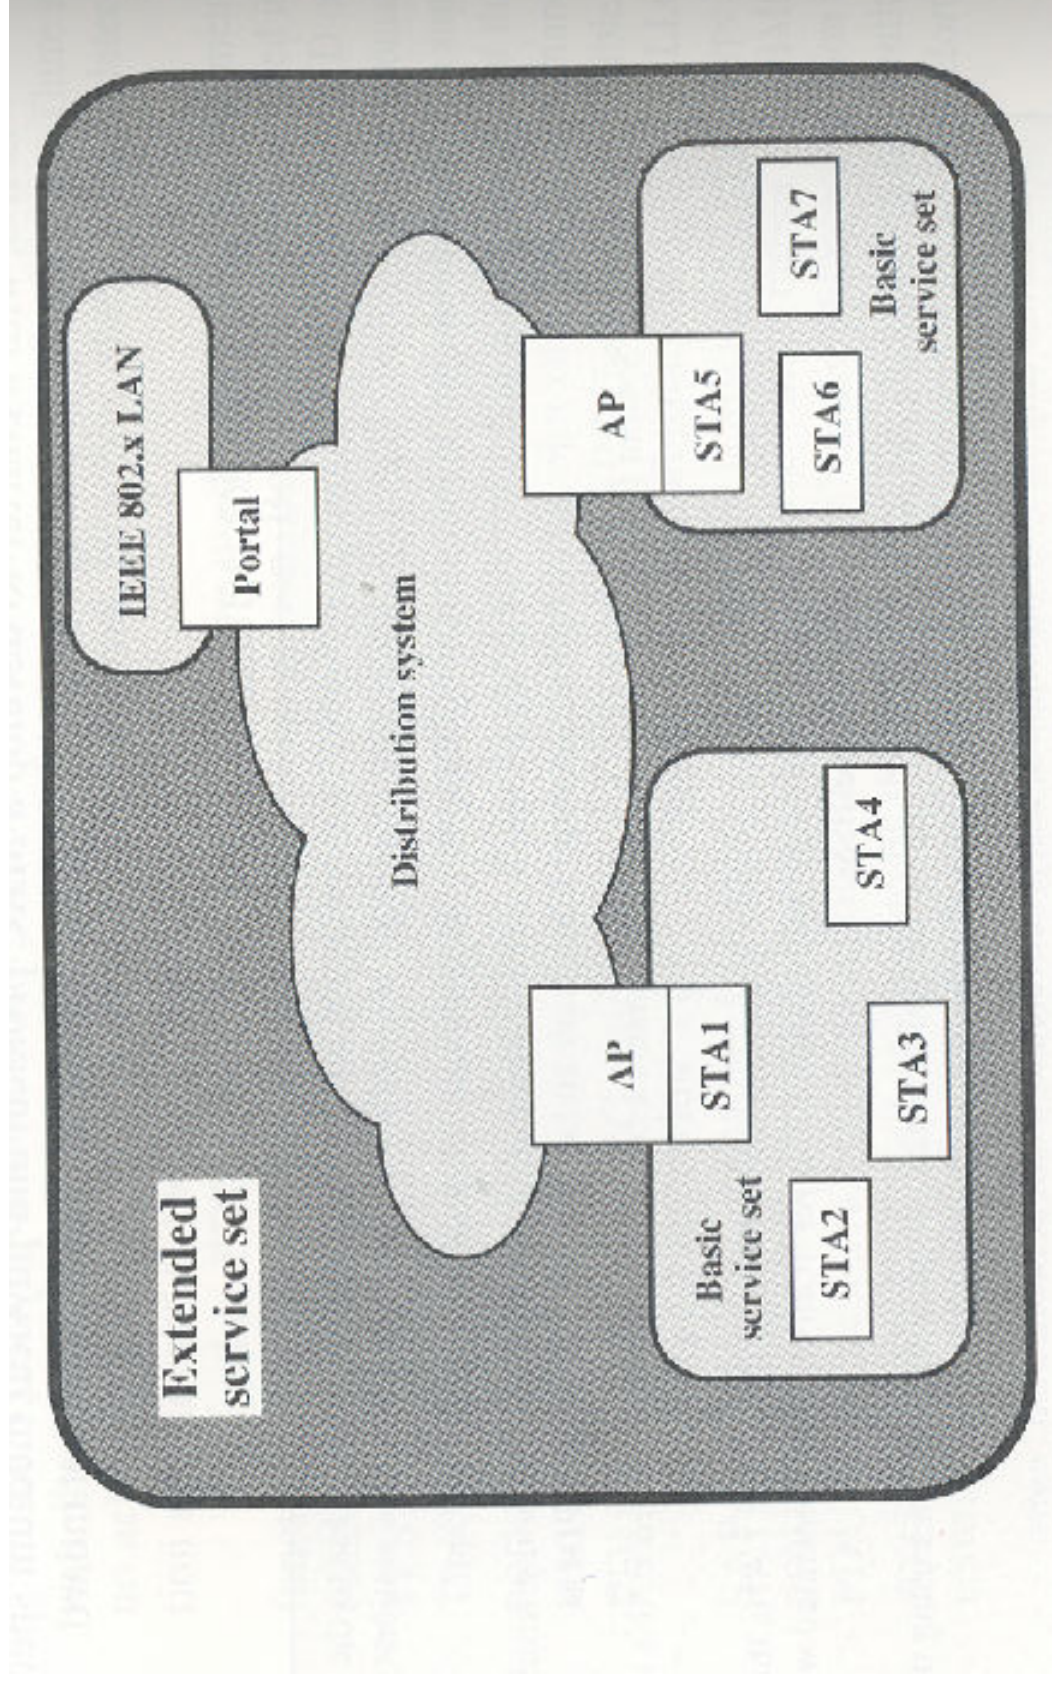 Extended
service set
IEEE 802.x LAN
Portal
Distribution system
AP
STA1
Basic
service set
STA2
STA3
STA4
AP
STA5
STA6
STA7
Basic
service set